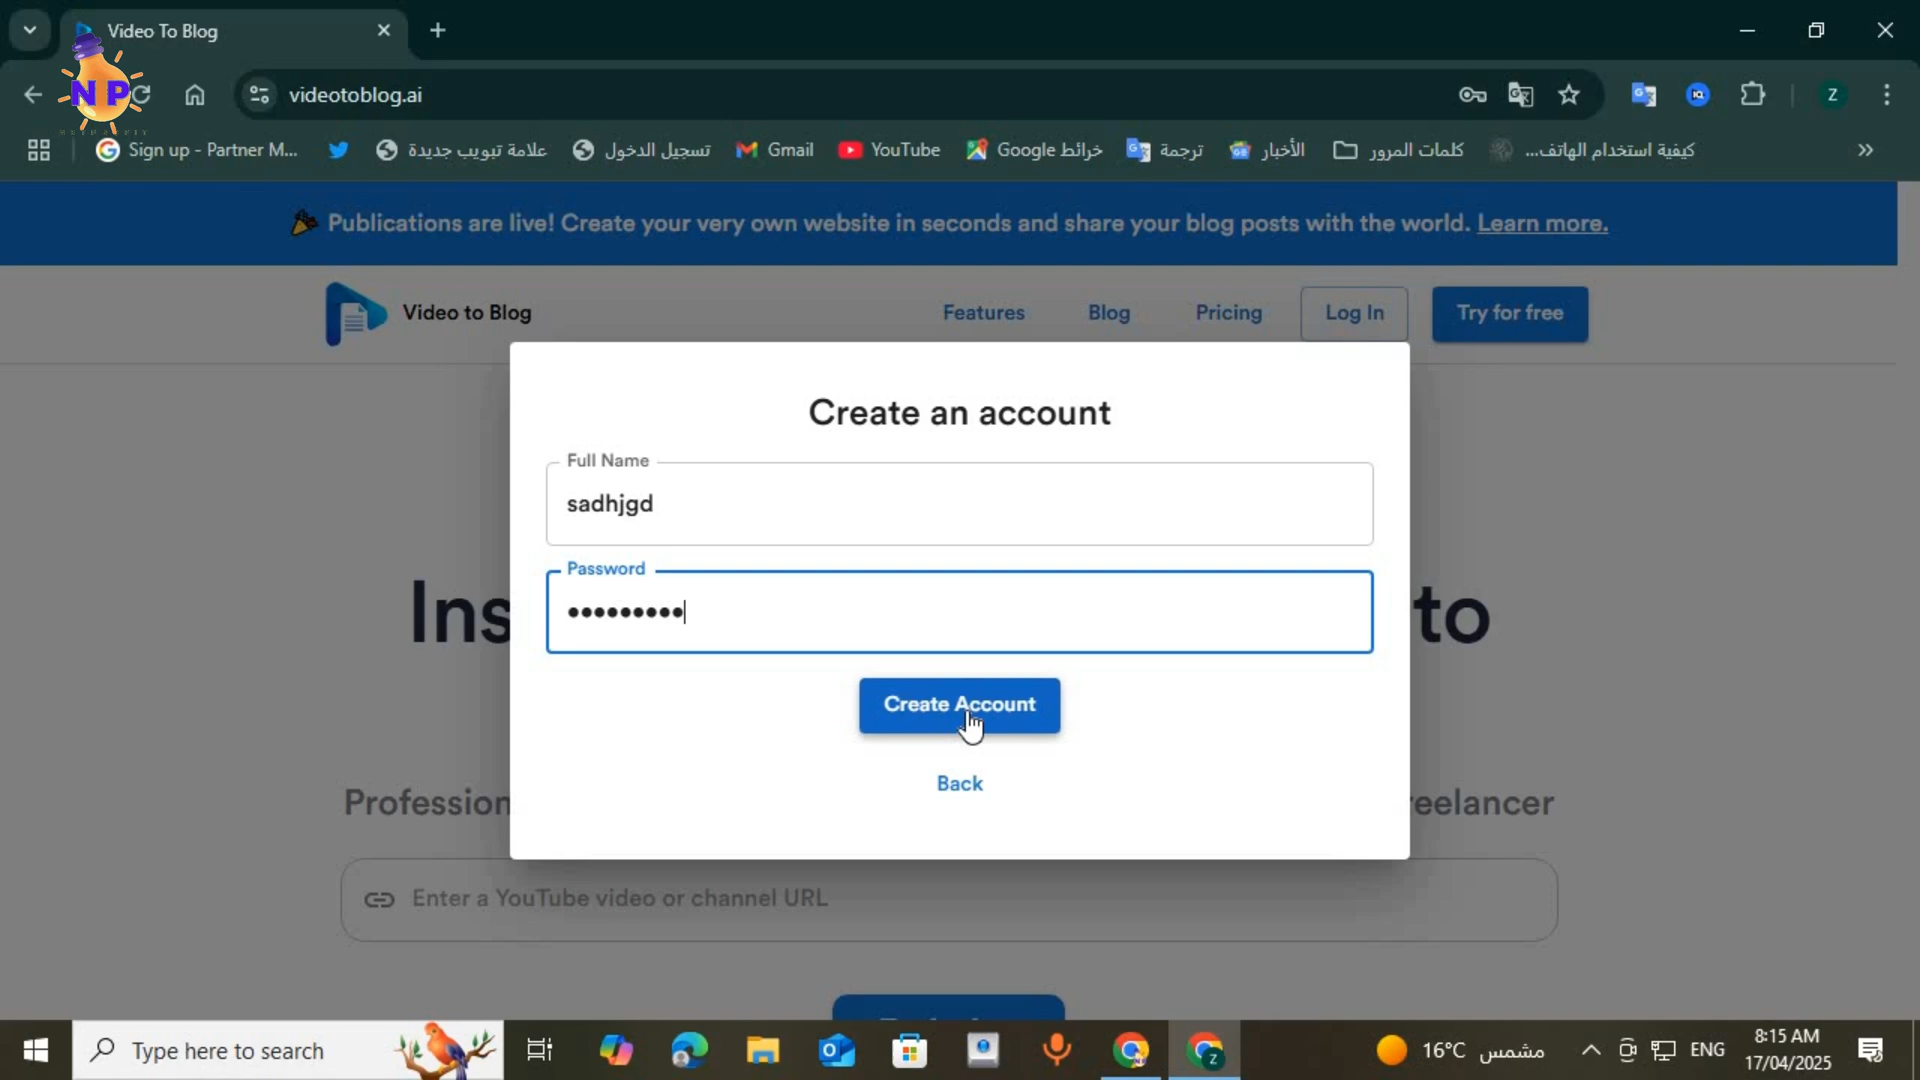 Video To Blog
NP
videotoblog.ai
Z
Sign up - Partner M...
علامة تبويب جديدة
تسجيل الدخول
Gmail
YouTube
خرائط Google
ترجمة
الأخبار
كلمات المرور
كيفية استخدام الهاتف...
Publications are live! Create your very own website in seconds and share your blog posts with the world. Learn more.
Video to Blog
Features
Blog
Pricing
Log In
Try for free
Create an account
Full Name
sadhjgd
Password
•••••••••
Create Account
Back
Ins
to
Profession
reelancer
Enter a YouTube video or channel URL
Type here to search
16°C مشمس
ENG
8:15 AM
17/04/2025